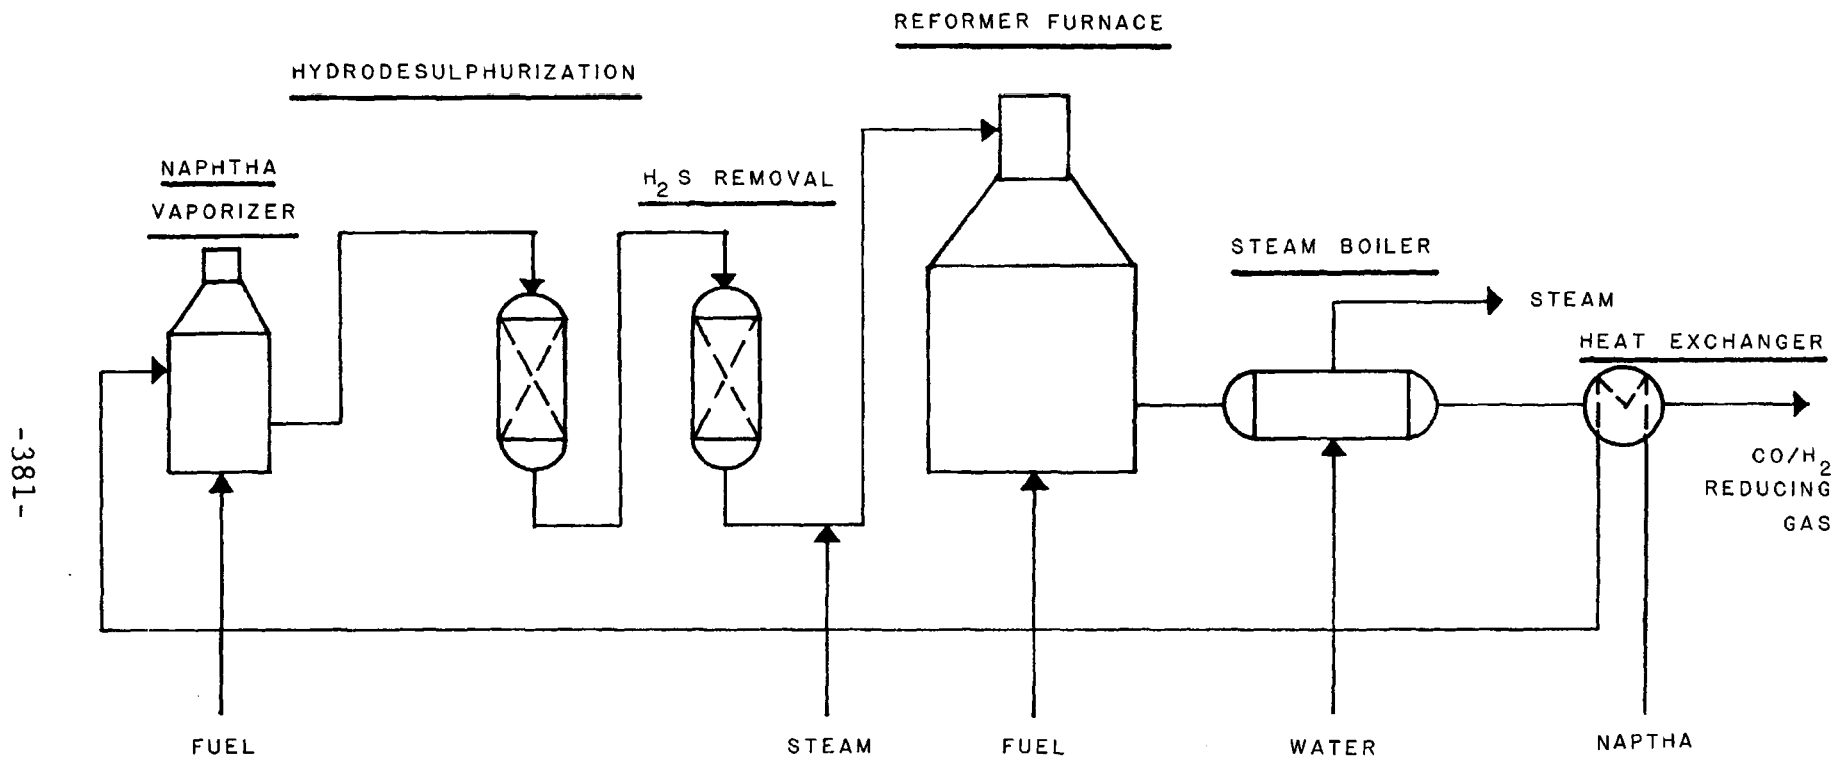 REFORMER FURNACE
HYDRODESULPHURIZATION
NAPHTHA
VAPORIZER
H2S REMOVAL
STEAM BOILER
STEAM
HEAT EXCHANGER
CO/H2
REDUCING
GAS
-381-
FUEL
STEAM
FUEL
WATER
NAPTHA